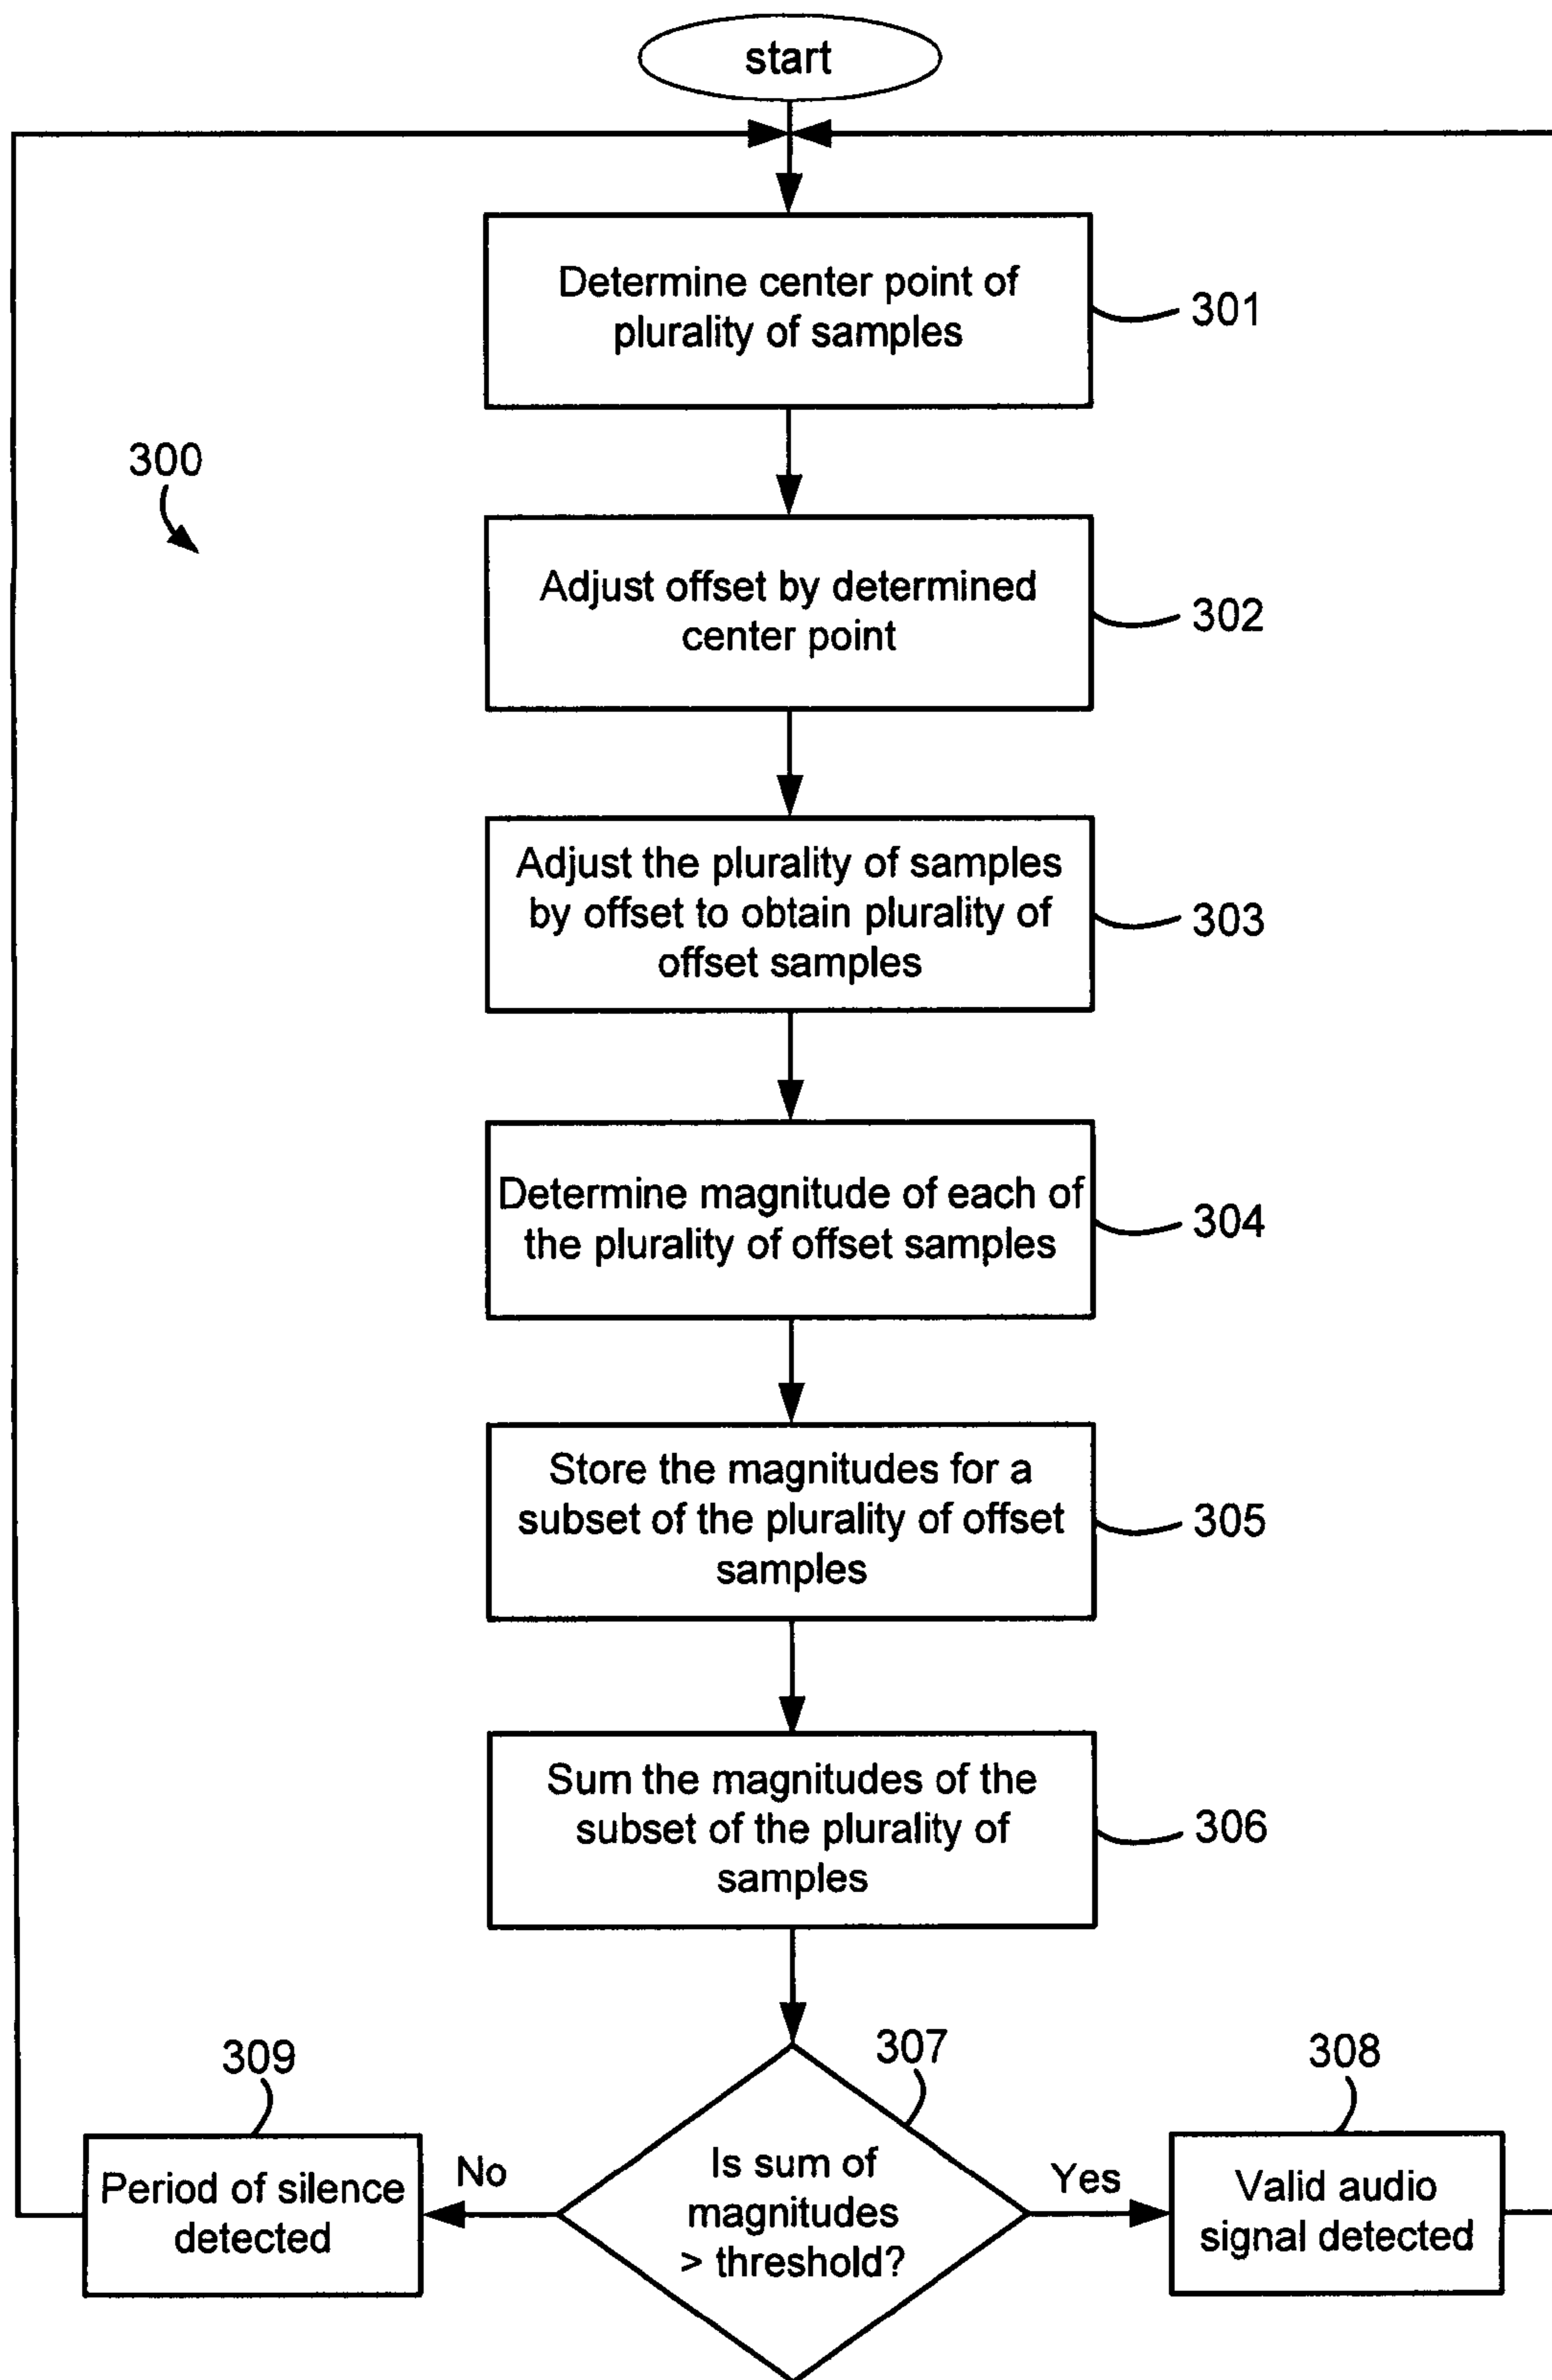 start
Determine center point of
plurality of samples
301
300
Adjust offset by determined
center point
302
Adjust the plurality of samples
by offset to obtain plurality of
offset samples
303
Determine magnitude of each of
the plurality of offset samples
304
Store the magnitudes for a
subset of the plurality of offset
samples
305
Sum the magnitudes of the
subset of the plurality of
samples
306
307
Is sum of
magnitudes
> threshold?
No
309
Period of silence
detected
Yes
308
Valid audio
signal detected